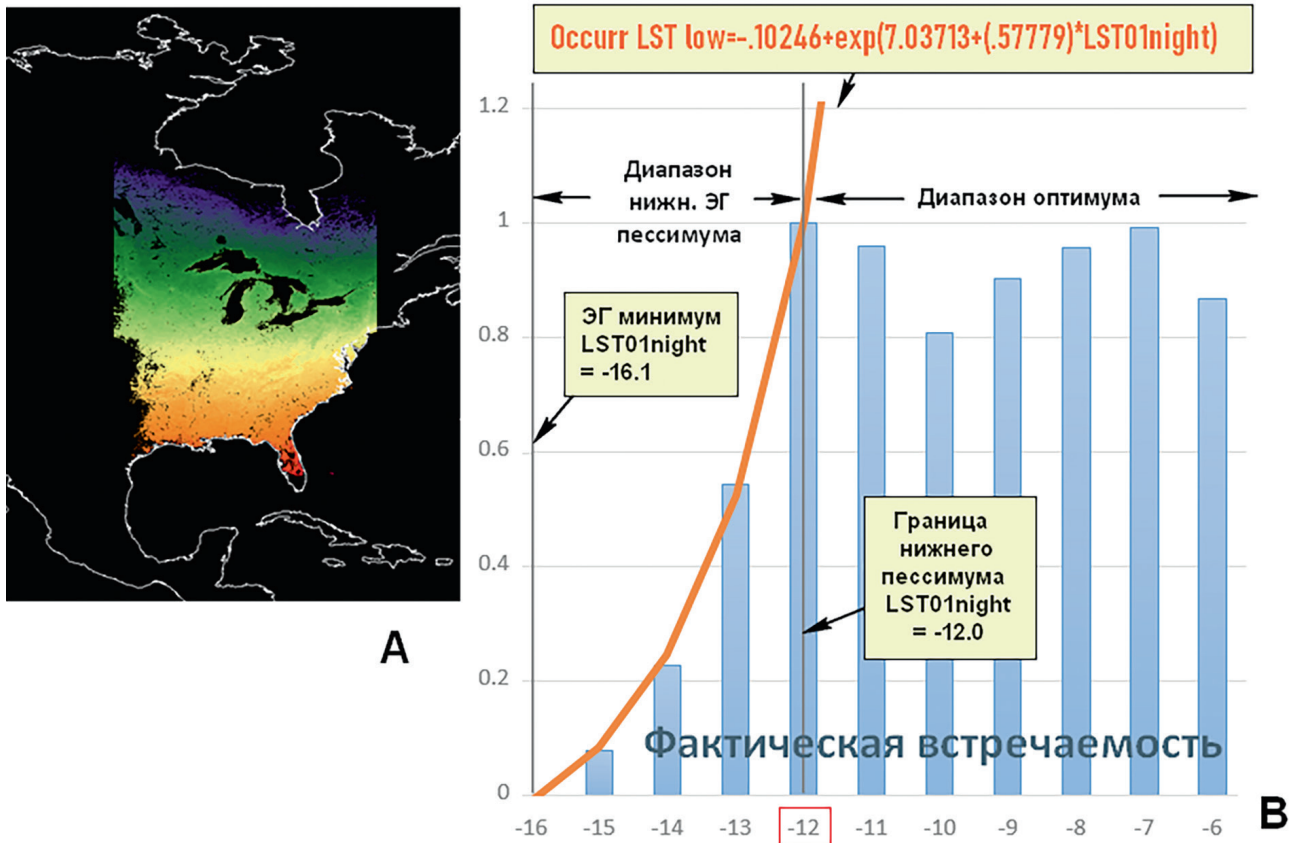 Occurr LST low=-.10246+exp(7.03713+(.57779)*LST01night)
1.2
1
0.8
0.6
0.4
0.2
0
Диапазон
нижн. ЭГ
пессимума
Диапазон оптимума
ЭГ минимум
LST01night
= -16.1
Граница
нижнего
пессимума
LST01night
= -12.0
Фактическая встречаемость
-16 -15 -14 -13 -12 -11 -10 -9 -8 -7 -6
A
B